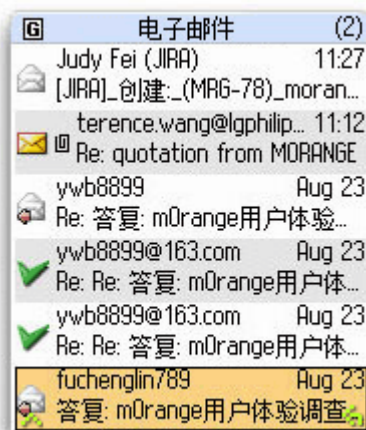 G 电子邮件 (2)
Judy Fei (JIRA) 11:27
[JIRA]_创建:_(MRG-78)_moran...
terence.wang@lgphilip... 11:12
Re: quotation from MORANGE
ywb8899 Aug 23
Re: 答复: m0range用户体验...
ywb8899@163.com Aug 23
Re: Re: 答复: m0range用户体...
ywb8899@163.com Aug 23
Re: Re: 答复: m0range用户体...
fuchenglin789 Aug 23
答复: m0range用户体验调查